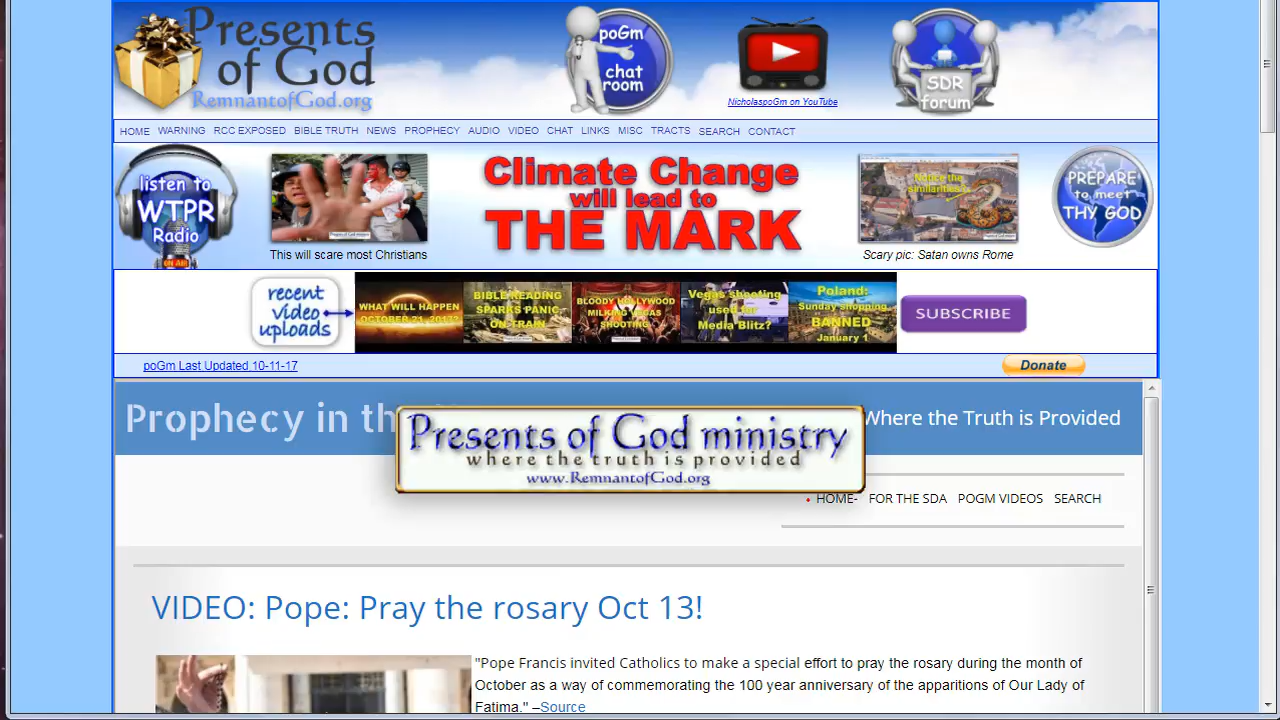 Presents
of God
RemnantofGod.org
poGm
chat
room
NicholaspoGm on YouTube
SDR
forum
HOME WARNING RCC EXPOSED BIBLE TRUTH NEWS PROPHECY AUDIO VIDEO CHAT LINKS MISC TRACTS SEARCH CONTACT
listen to
WTPR
Radio
ON AIR
This will scare most Christians
Climate Change
will lead to
THE MARK
Notice the
similarities
Scary pic: Satan owns Rome
PREPARE
to meet
THY GOD
recent
video
uploads
WHAT WILL HAPPEN
OCTOBER 21, 2017?
BIBLE READING
SPARKS PANIC
ON TRAIN
BLOODY HOLLYWOOD
MILKING VEGAS
SHOOTING
Vegas shooting
used for
Media Blitz?
Poland:
Sunday shopping
BANNED
January 1
SUBSCRIBE
poGm Last Updated 10-11-17
Donate
Prophecy in th
Where the Truth is Provided
Presents of God ministry
where the truth is provided
www.RemnantofGod.org
HOME- FOR THE SDA POGM VIDEOS SEARCH
VIDEO: Pope: Pray the rosary Oct 13!
"Pope Francis invited Catholics to make a special effort to pray the rosary during the month of
October as a way of commemorating the 100 year anniversary of the apparitions of Our Lady of
Fatima." –Source